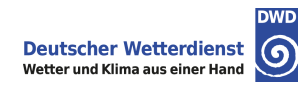 DWD
Deutscher Wetterdienst
Wetter und Klima aus einer Hand